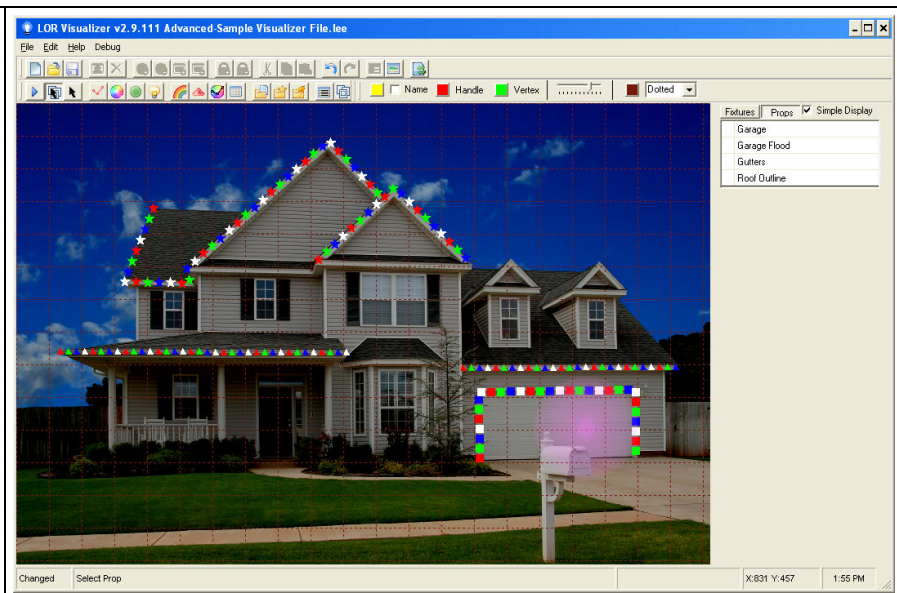 LOR Visualizer v2.9.111 Advanced-Sample Visualizer File.lee
File Edit Help Debug
Name Handle Vertex Dotted
Fixtures Props Simple Display
Garage
Garage Flood
Gutters
Roof Outline
Changed Select Prop X:831 Y:457 1:55 PM